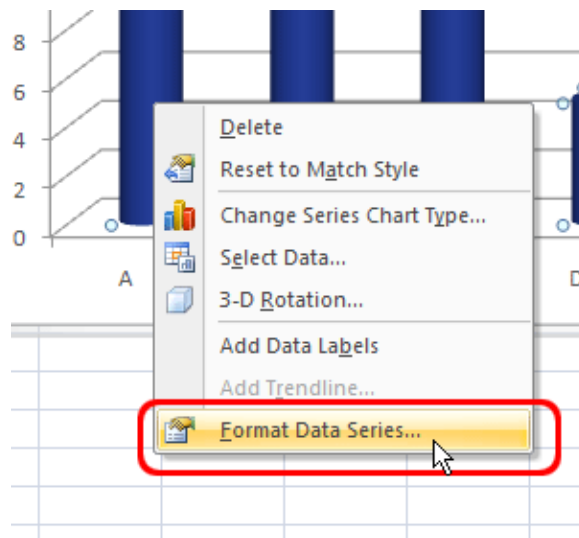 8
6
4
2
0
A
D
Delete
Reset to Match Style
Change Series Chart Type...
Select Data...
3-D Rotation...
Add Data Labels
Add Trendline...
Format Data Series...